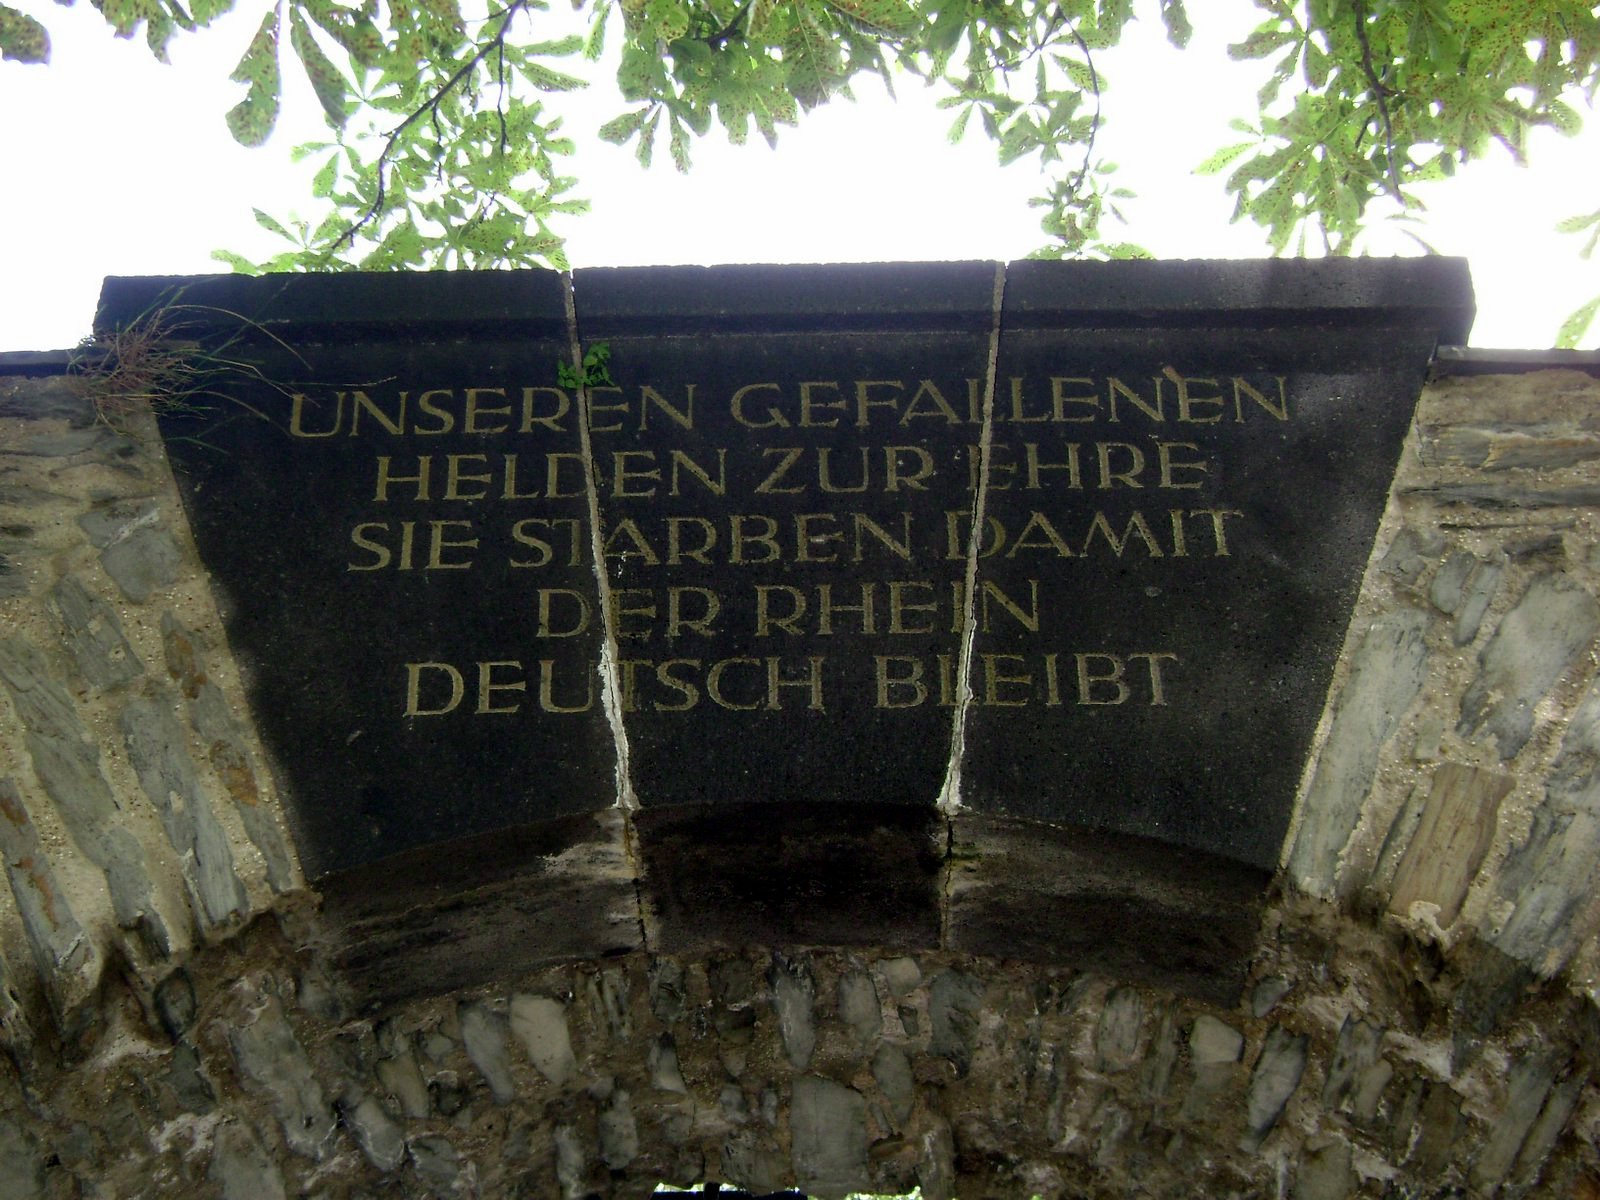 UNSEREN GEFALLENEN
HELDEN ZUR EHRE
SIE STARBEN DAMIT
DER RHEIN
DEUTSCH BLEIBT